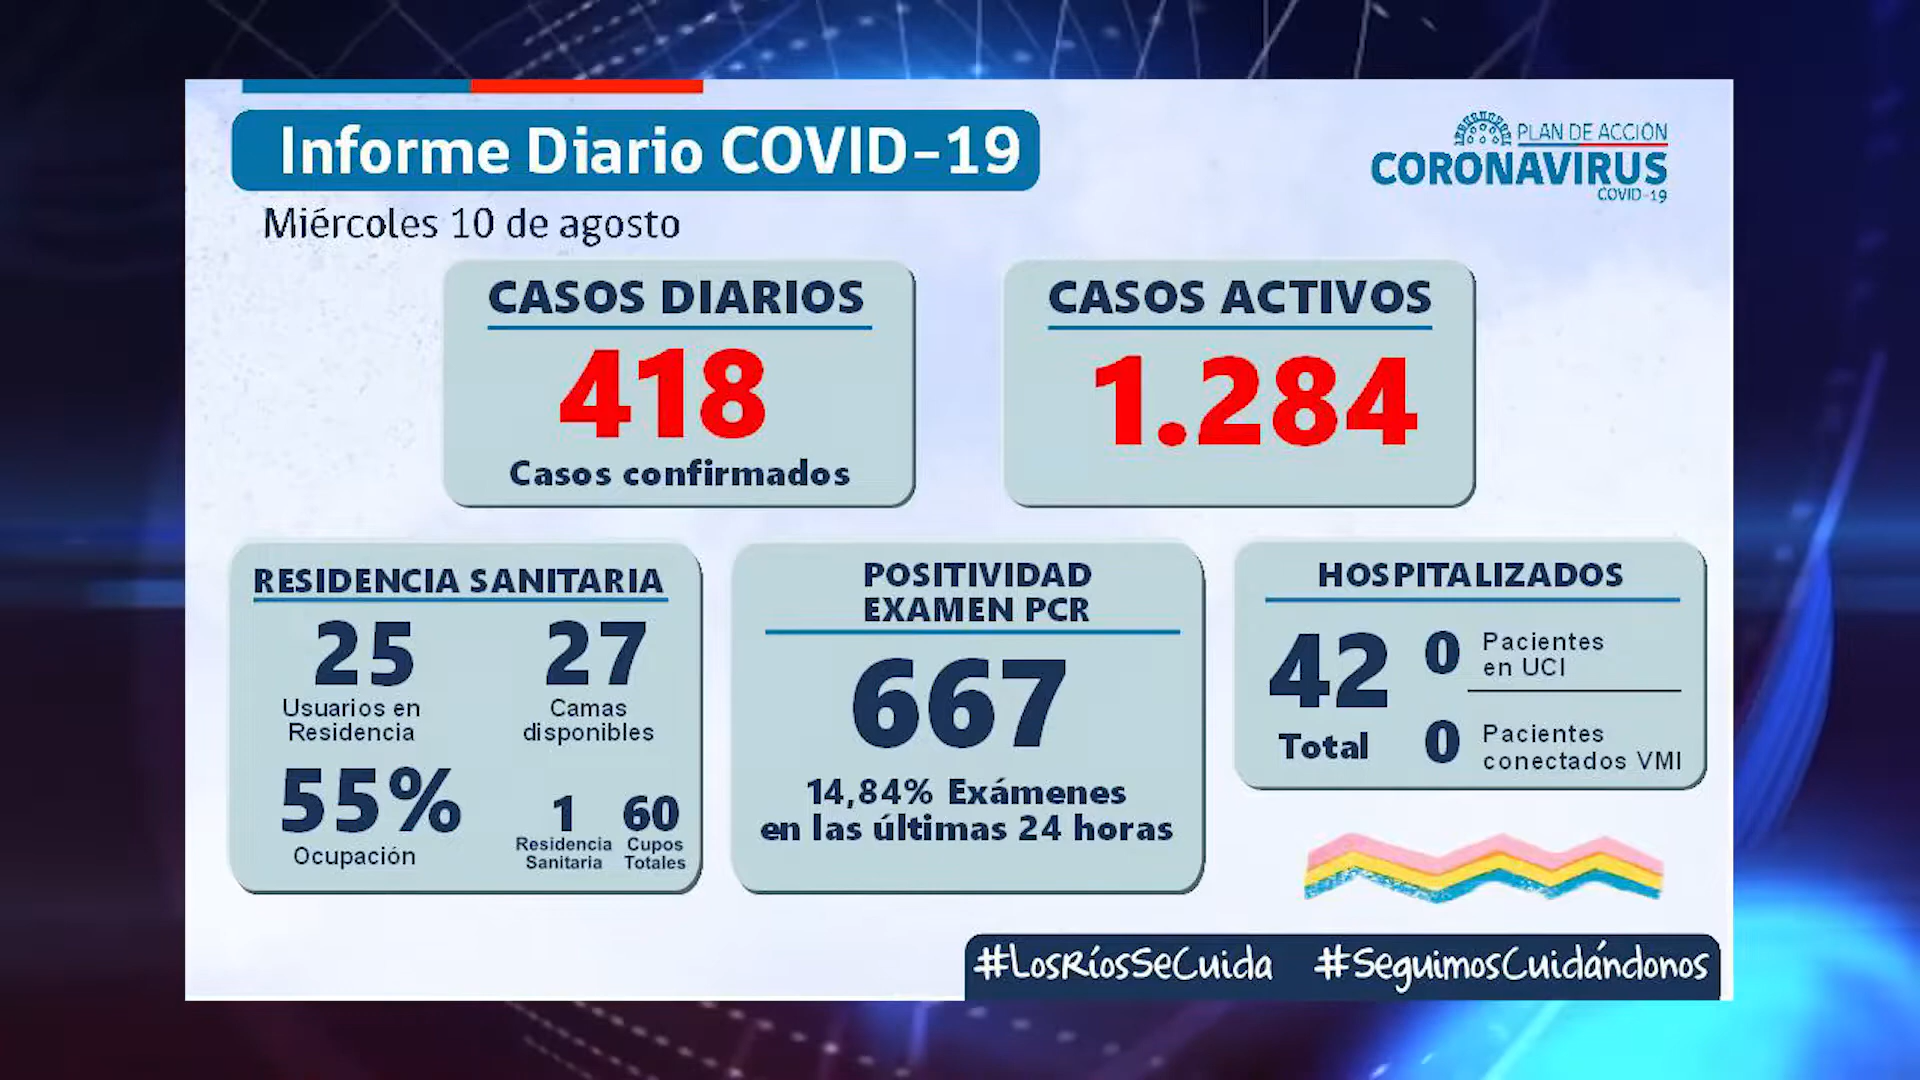 Informe Diario COVID-19
Miércoles 10 de agosto
PLAN DE ACCIÓN
CORONAVIRUS
COVID-19
CASOS DIARIOS
418
Casos confirmados
CASOS ACTIVOS
1.284
RESIDENCIA SANITARIA
25
Usuarios en
Residencia
27
Camas
disponibles
55%
Ocupación
1
Residencia
Sanitaria
60
Cupos
Totales
POSITIVIDAD
EXAMEN PCR
667
14,84% Exámenes
en las últimas 24 horas
HOSPITALIZADOS
42
Total
0 Pacientes
en UCI
0 Pacientes
conectados VMI
#LosRíosSeCuida #SeguimosCuidándonos